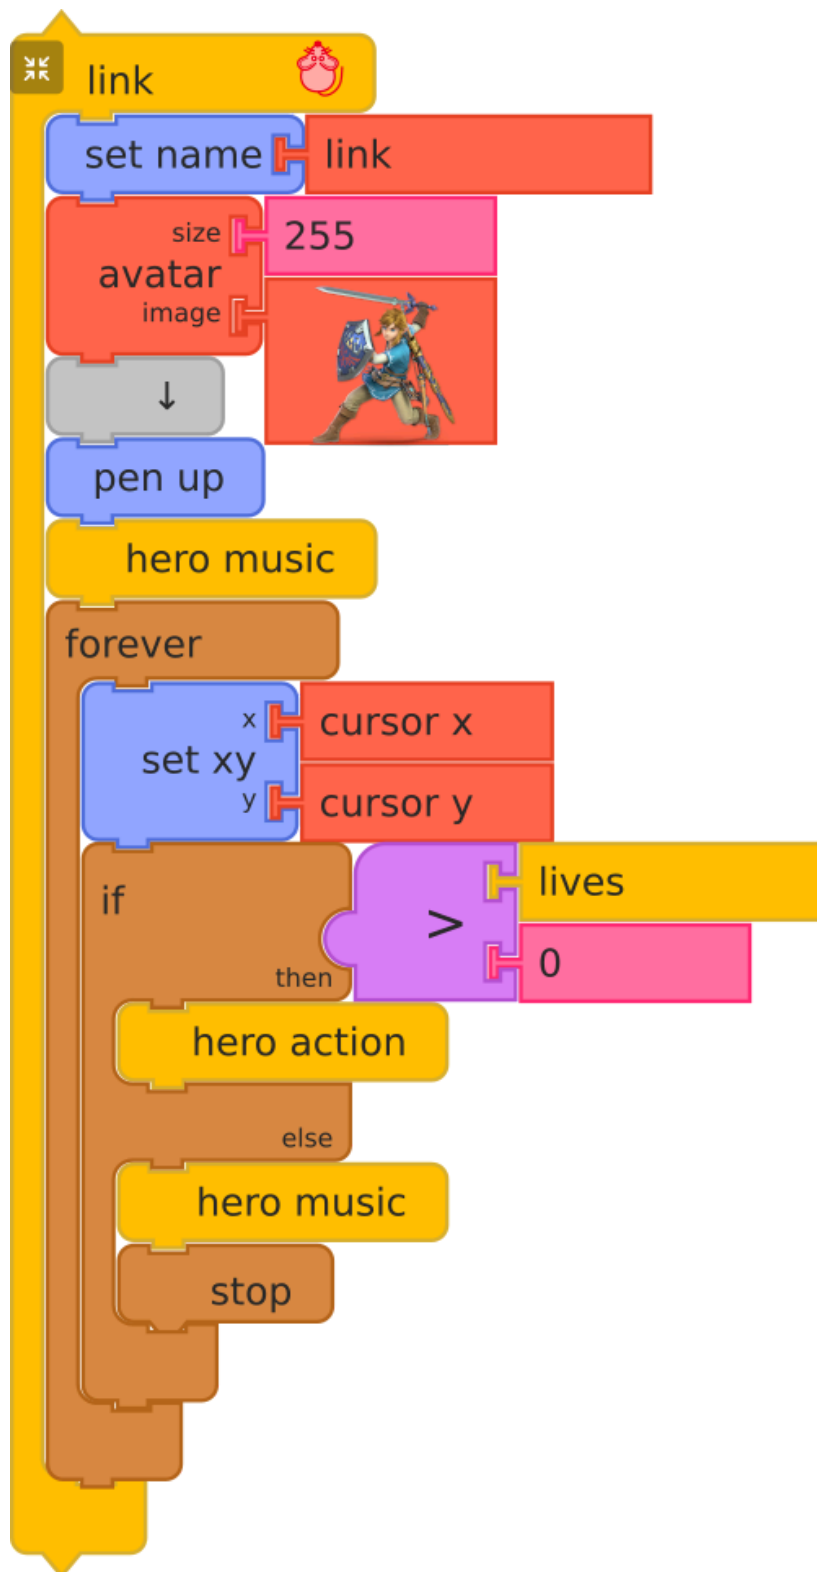 link
set name link
size 255
avatar
image
↓
pen up
hero music
forever
x cursor x
set xy
y cursor y
if > lives
then 0
hero action
else
hero music
stop